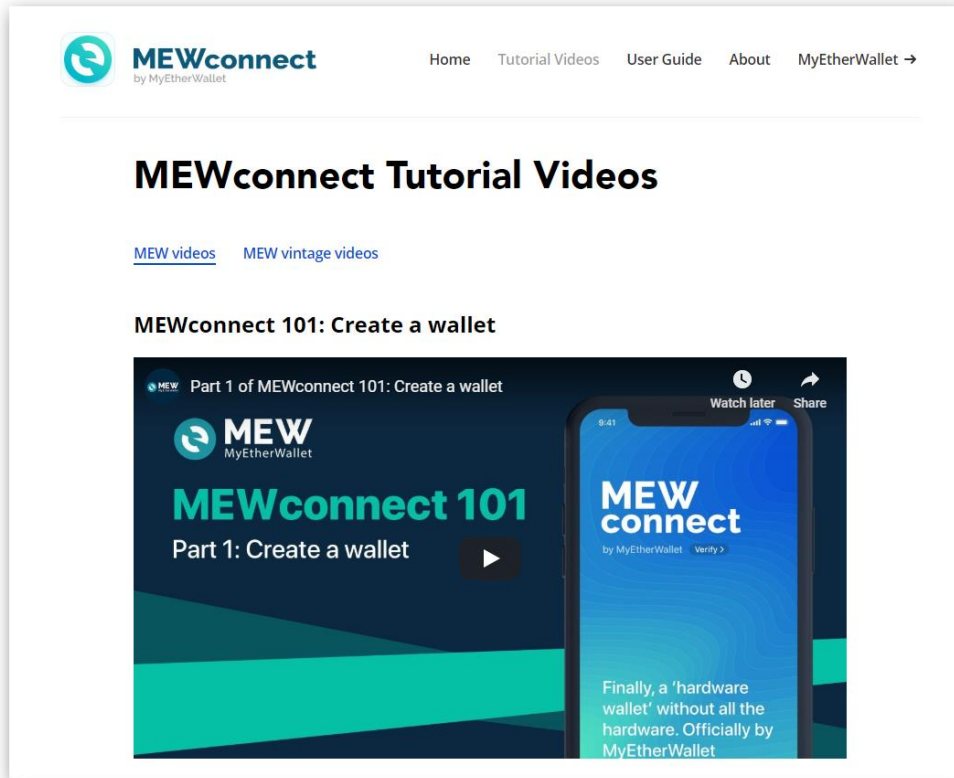 MEWconnect
by MyEtherWallet
Home Tutorial Videos User Guide About MyEtherWallet →
MEWconnect Tutorial Videos
MEW videos MEW vintage videos
MEWconnect 101: Create a wallet
MEW
Part 1 of MEWconnect 101: Create a wallet
Watch later Share
MEW
MyEtherWallet
MEWconnect 101
Part 1: Create a wallet
9:41
MEW
connect
by MyEtherWallet Verify >
Finally, a ‘hardware
wallet’ without all the
hardware. Officially by
MyEtherWallet